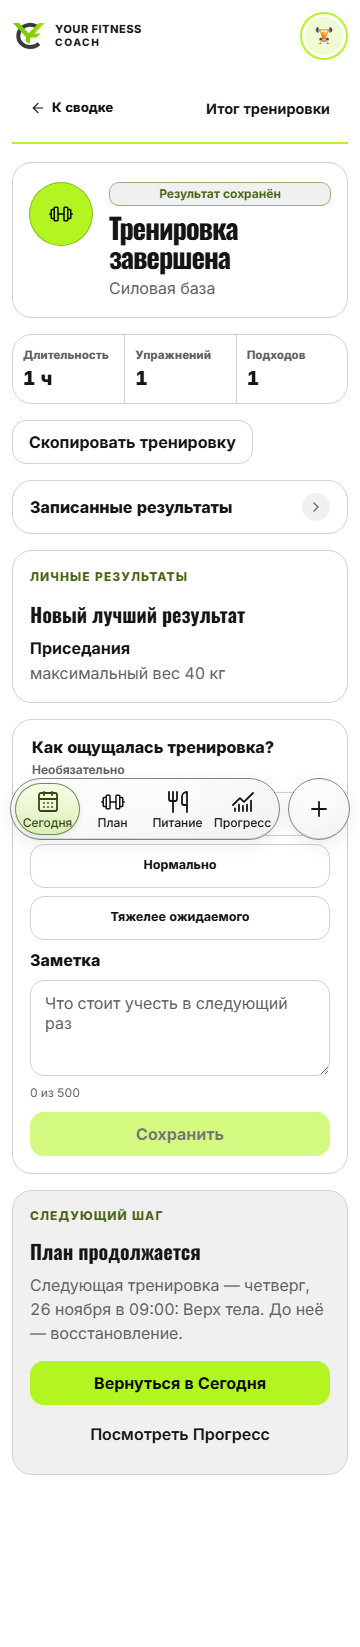 YOUR FITNESS
COACH
К сводке
Итог тренировки
Результат сохранён
Тренировка
завершена
Силовая база
Длительность
1 ч
Упражнений
1
Подходов
1
Скопировать тренировку
Записанные результаты
ЛИЧНЫЕ РЕЗУЛЬТАТЫ
Новый лучший результат
Приседания
максимальный вес 40 кг
Как ощущалась тренировка?
Необязательно
Сегодня
План
Питание
Прогресс
Нормально
Тяжелее ожидаемого
Заметка
Что стоит учесть в следующий
раз
0 из 500
Сохранить
СЛЕДУЮЩИЙ ШАГ
План продолжается
Следующая тренировка — четверг,
26 ноября в 09:00: Верх тела. До неё
— восстановление.
Вернуться в Сегодня
Посмотреть Прогресс